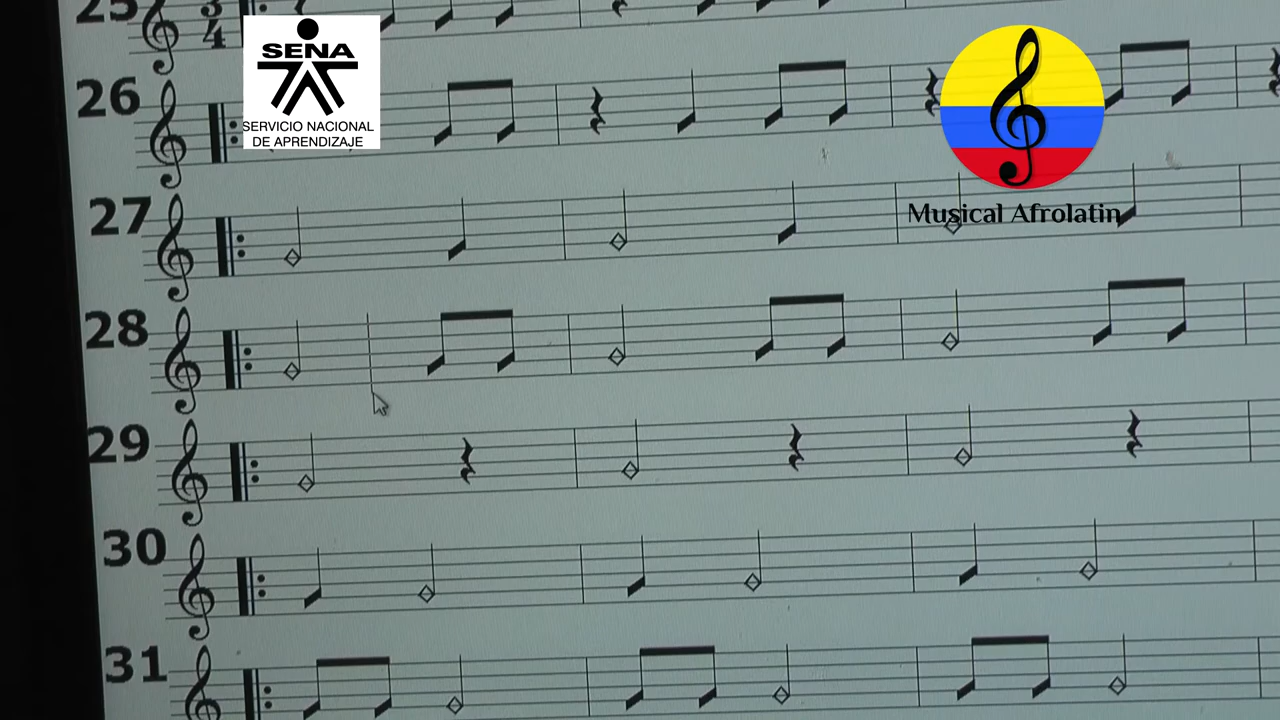 25
3
4
SENA
SERVICIO NACIONAL
DE APRENDIZAJE
26
Musical Afrolatin
27
28
29
30
31